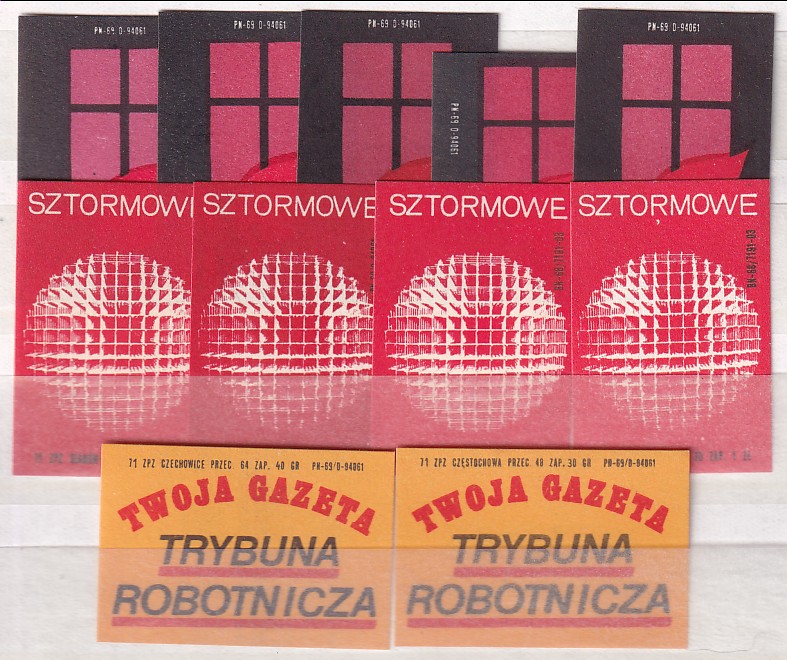 PN-69 D-94061
PN-69 D-94061
PN-69 D-94061
PN-69 D-94061
PN-69 D-94061
SZTORMOWE
SZTORMOWE
SZTORMOWE
SZTORMOWE
71 ZPZ CZECHOWICE PRZEC 64 ZAP. 40 GR PN-69/D-94061
TWOJA GAZETA
TRYBUNA
ROBOTNICZA
71 ZPZ CZĘSTOCHOWA PRZEC 48 ZAP. 30 GR PN-69/D-94061
TWOJA GAZETA
TRYBUNA
ROBOTNICZA